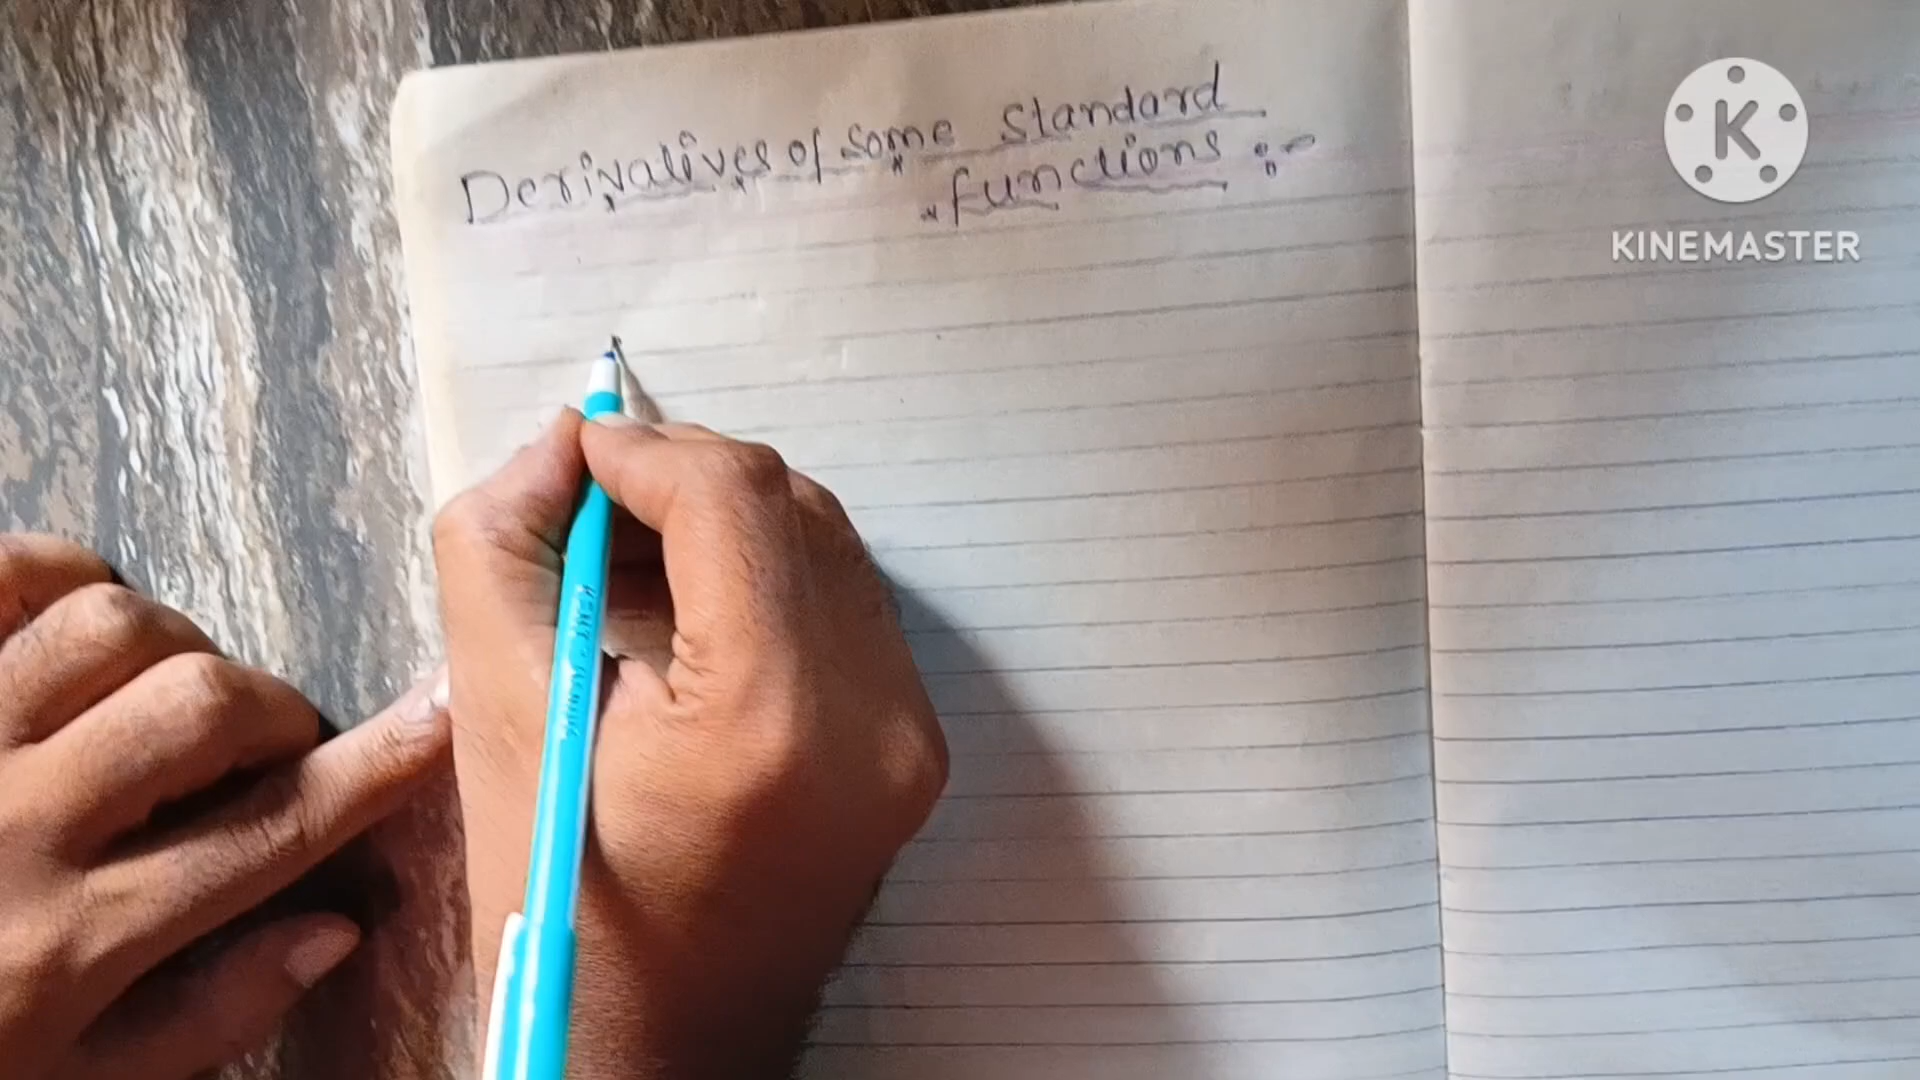 Derivatives of some standard
functions :-
K
KINEMASTER